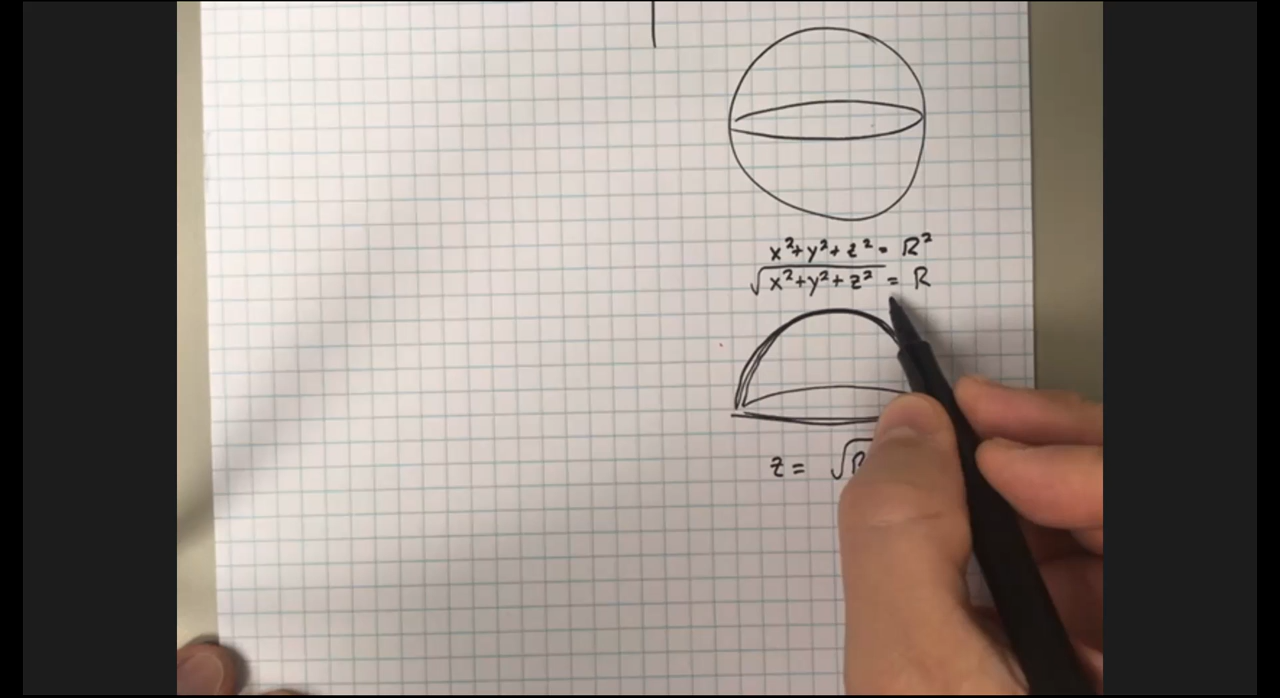 x²+y²+z² = R²
√x²+y²+z² = R
z = √R